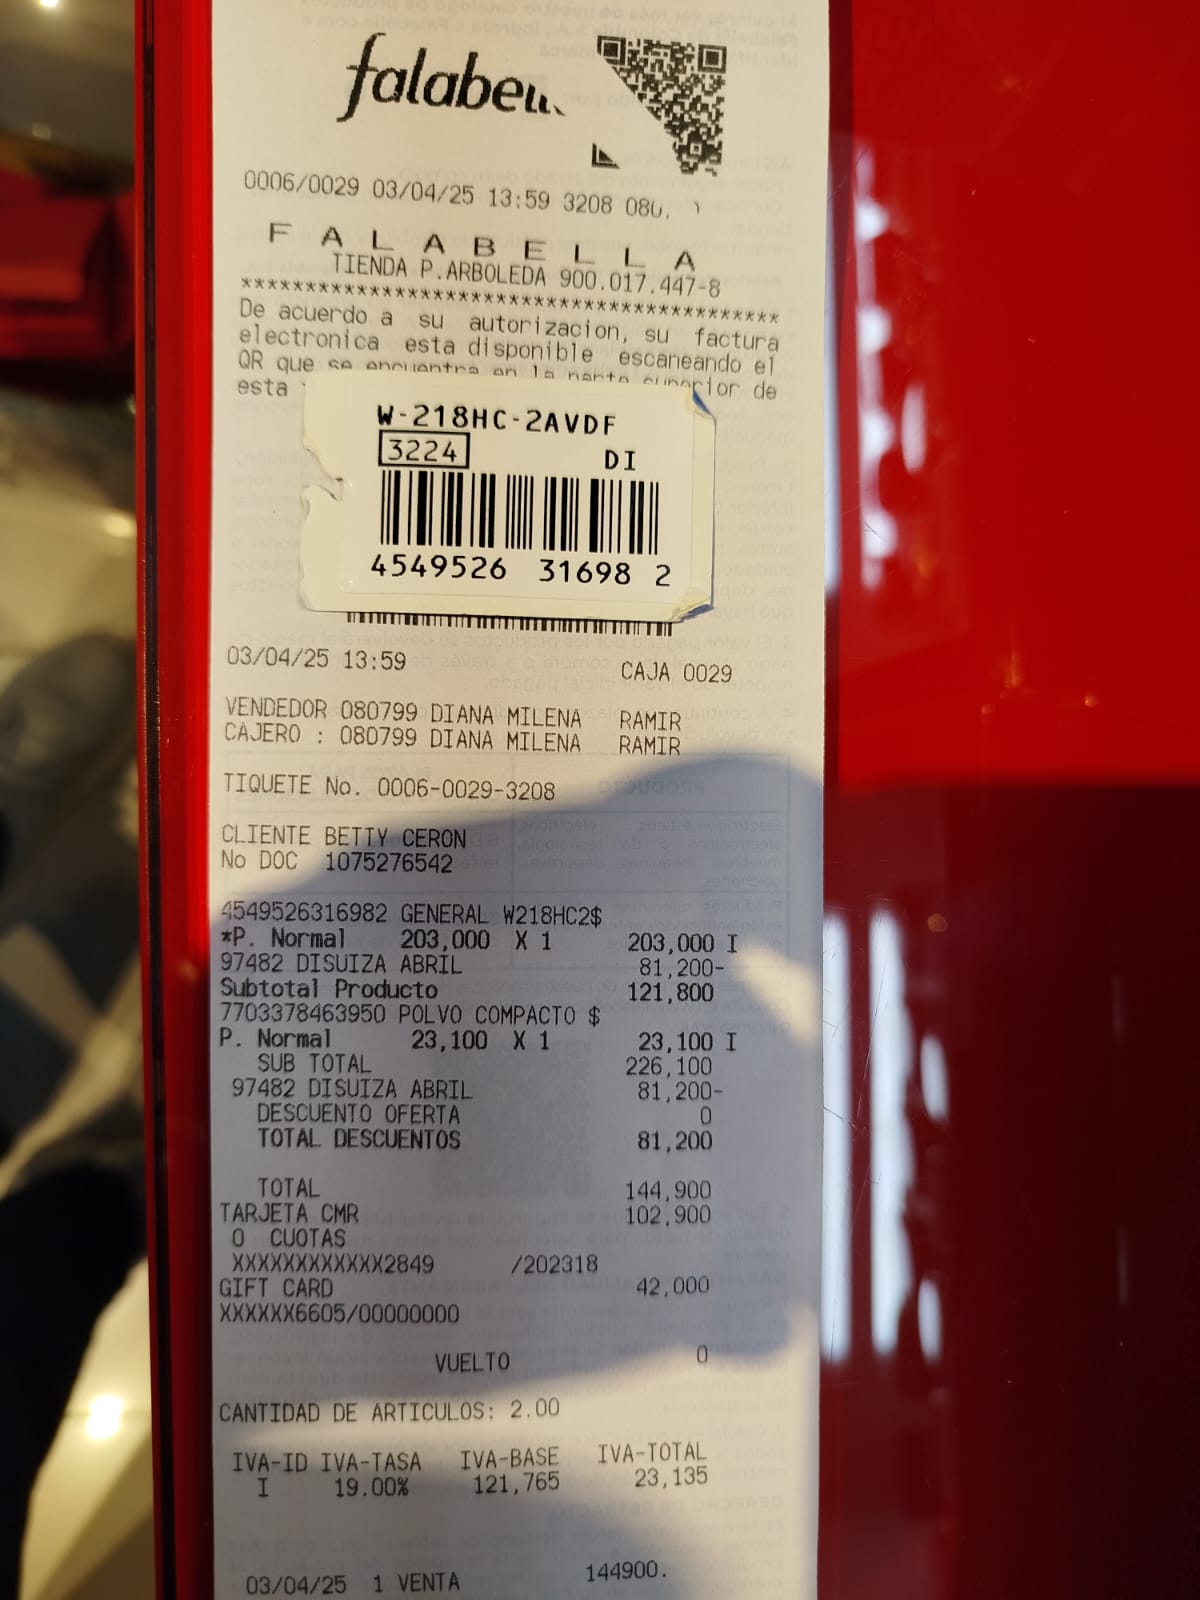 falabe
0006/0029 03/04/25 13:59 3208
F A L A B E L L A
TIENDA P.ARBOLEDA 900.017.447-8
******************************************
De acuerdo a su autorizacion, su factura
electronica esta disponible escaneando el
QR que se encuentra en la parte superior de
esta
W-218HC-2AVDF
3224 DI
4549526 31698 2
03/04/25 13:59 CAJA 0029
VENDEDOR 080799 DIANA MILENA RAMIR
CAJERO : 080799 DIANA MILENA RAMIR
TIQUETE No. 0006-0029-3208
CLIENTE BETTY CERON
No DOC 1075276542
4549526316982 GENERAL W218HC2$
*P. Normal 203,000 X 1 203,000 I
97482 DISUIZA ABRIL 81,200-
Subtotal Producto 121,800
7703378463950 POLVO COMPACTO $
P. Normal 23,100 X 1 23,100 I
SUB TOTAL 226,100
97482 DISUIZA ABRIL 81,200-
DESCUENTO OFERTA 0
TOTAL DESCUENTOS 81,200
TOTAL 144,900
TARJETA CMR 102,900
0 CUOTAS
XXXXXXXXXXXX2849 /202318
GIFT CARD 42,000
XXXXXX6605/00000000
VUELTO 0
CANTIDAD DE ARTICULOS: 2.00
IVA-ID IVA-TASA IVA-BASE IVA-TOTAL
I 19.00% 121,765 23,135
03/04/25 1 VENTA 144900.